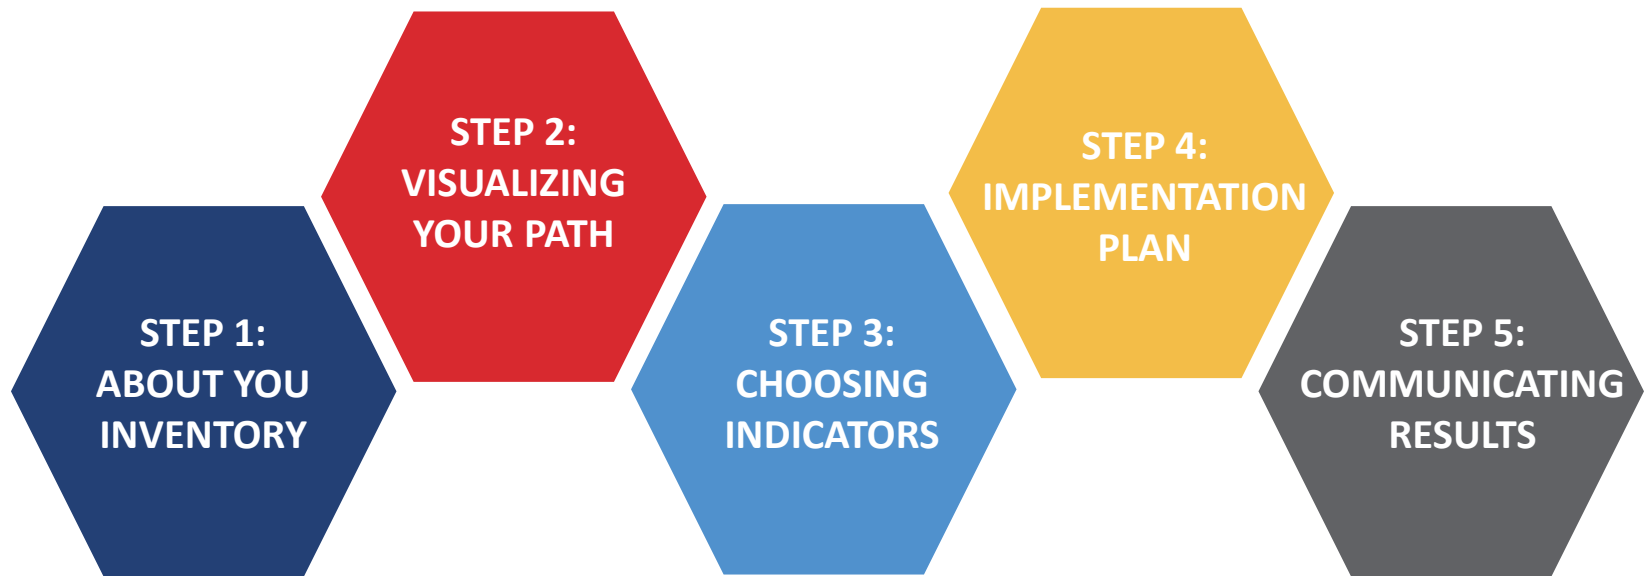 STEP 1:
ABOUT YOU
INVENTORY
STEP 2:
VISUALIZING
YOUR PATH
STEP 3:
CHOOSING
INDICATORS
STEP 4:
IMPLEMENTATION
PLAN
STEP 5:
COMMUNICATING
RESULTS